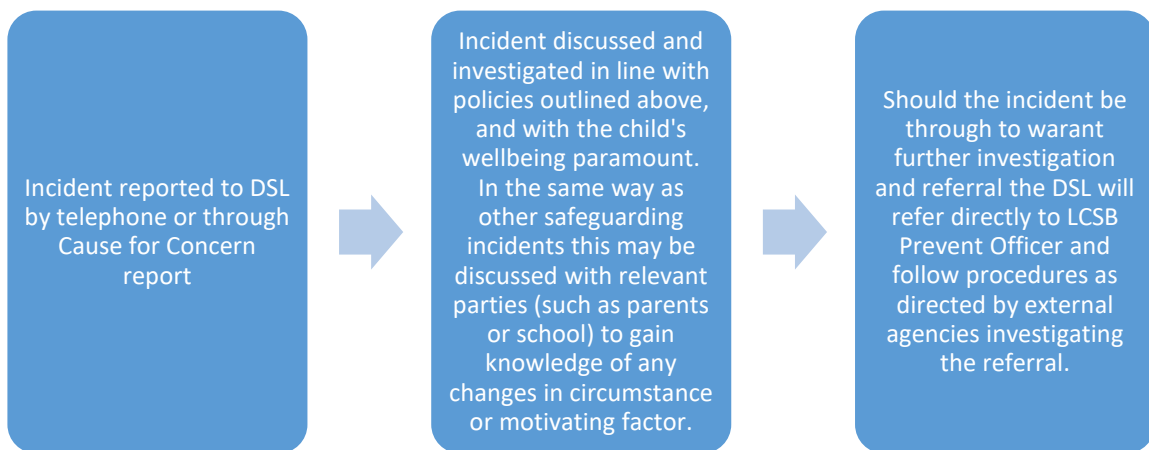 Incident reported to DSL
by telephone or through
Cause for Concern
report
Incident discussed and
investigated in line with
policies outlined above,
and with the child's
wellbeing paramount.
In the same way as
other safeguarding
incidents this may be
discussed with relevant
parties (such as parents
or school) to gain
knowledge of any
changes in circumstance
or motivating factor.
Should the incident be
through to warant
further investigation
and referral the DSL will
refer directly to LCSB
Prevent Officer and
follow procedures as
directed by external
agencies investigating
the referral.